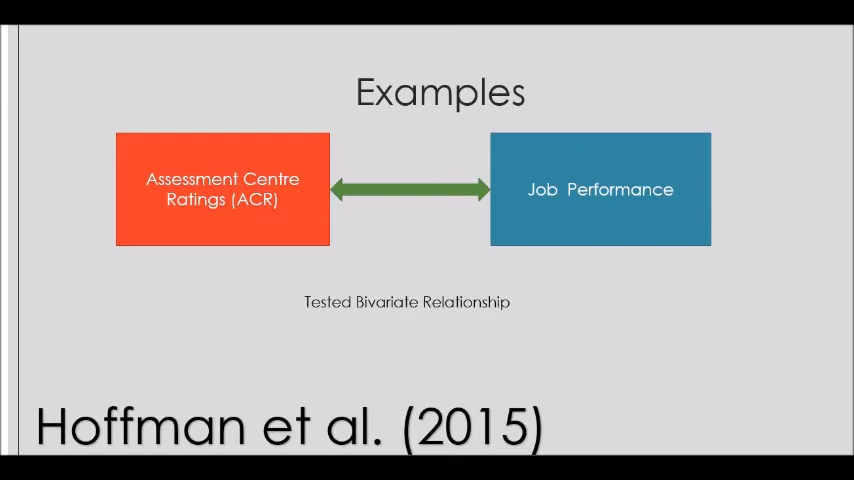 Examples
Assessment Centre
Ratings (ACR)
Job Performance
Tested Bivariate Relationship
Hoffman et al. (2015)